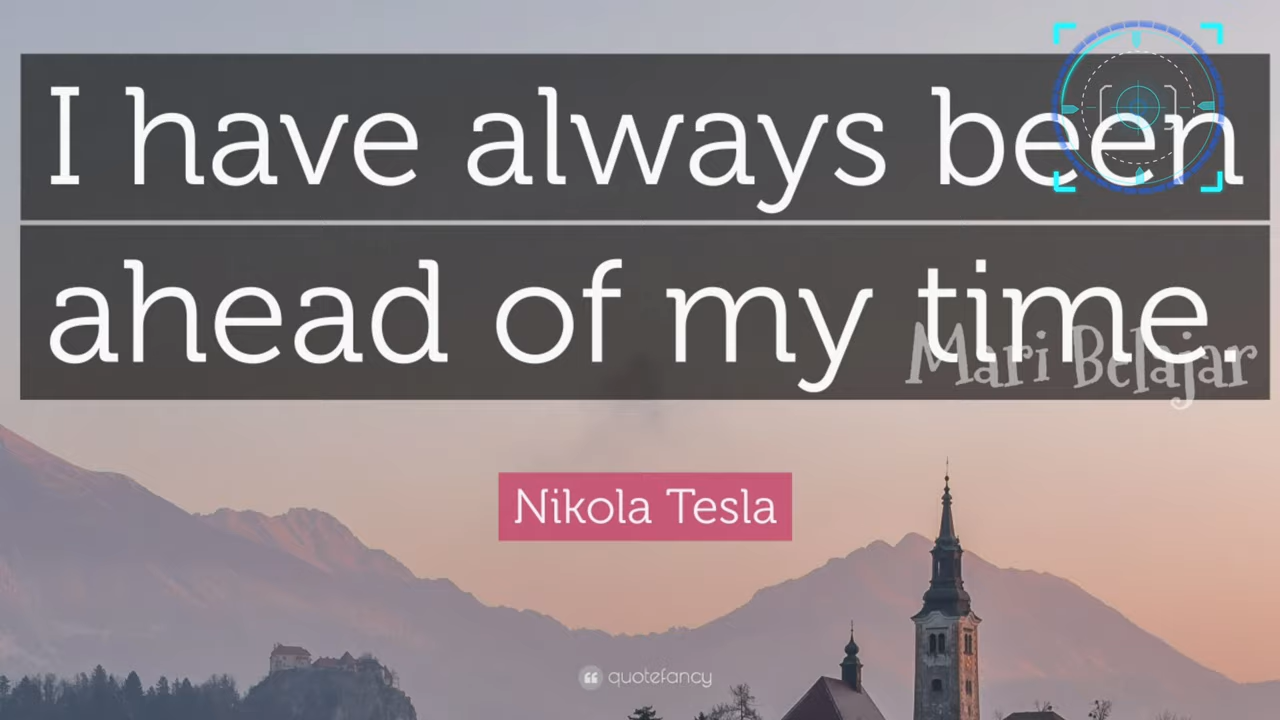 I have always been
ahead of my time.
Mari Belajar
Nikola Tesla
quotefancy